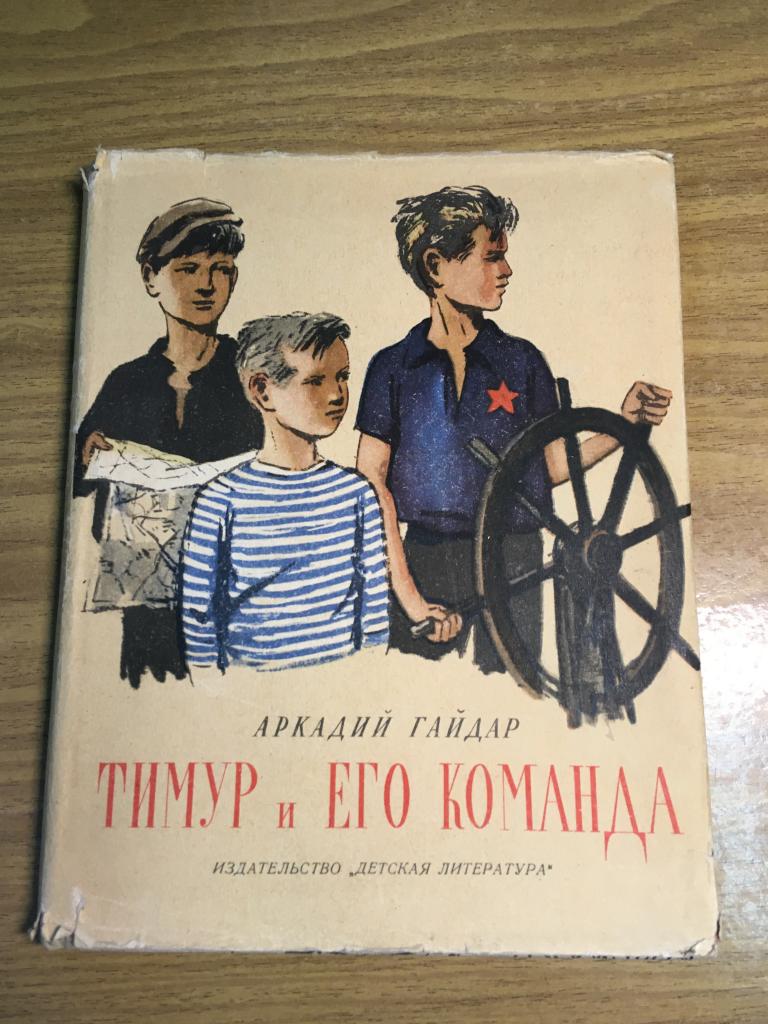 АРКАДИЙ ГАЙДАР
ТИМУР и ЕГО КОМАНДА
ИЗДАТЕЛЬСТВО „ДЕТСКАЯ ЛИТЕРАТУРА"